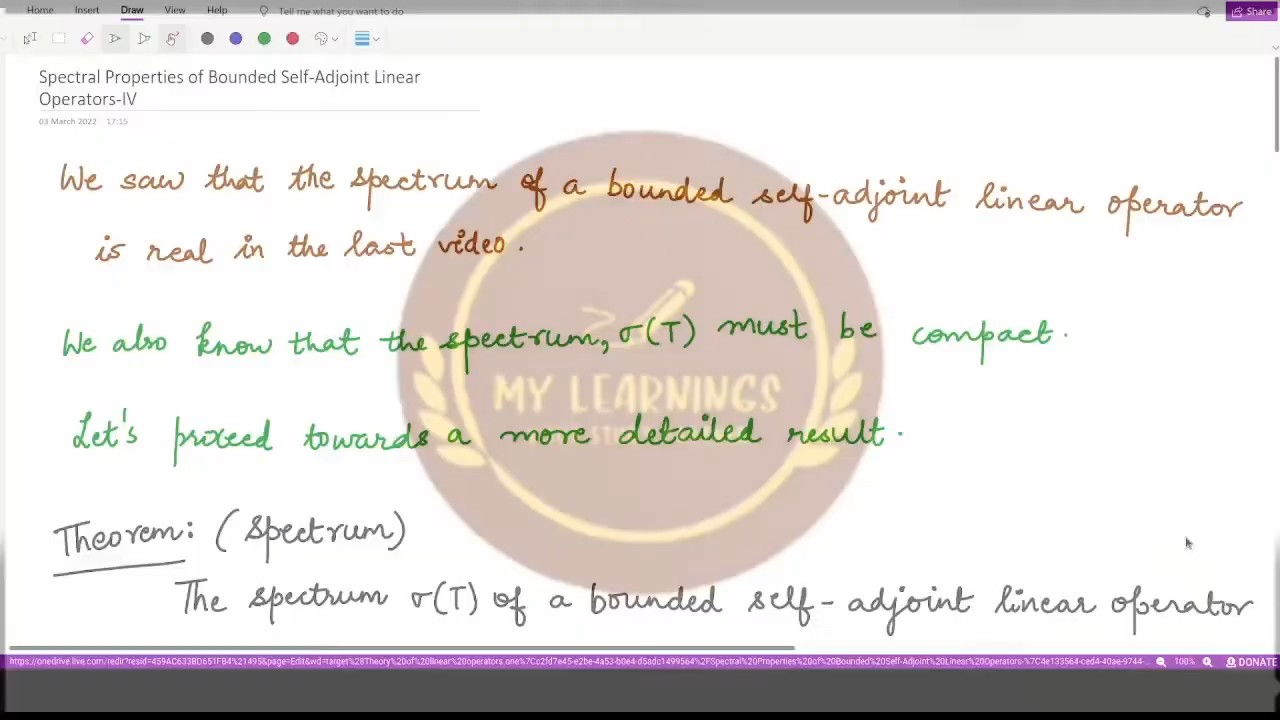 Home Insert Draw View Help Tell me what you want to do
Share
Spectral Properties of Bounded Self-Adjoint Linear
Operators-IV
03 March 2022 17:15
We saw that the spectrum of a bounded self-adjoint linear operator
is real in the last video.
We also know that the spectrum, σ(T) must be compact.
Let's proceed towards a more detailed result.
MY LEARNINGS
Theorem: (Spectrum)
The spectrum σ(T) of a bounded self-adjoint linear operator
100% DONATE